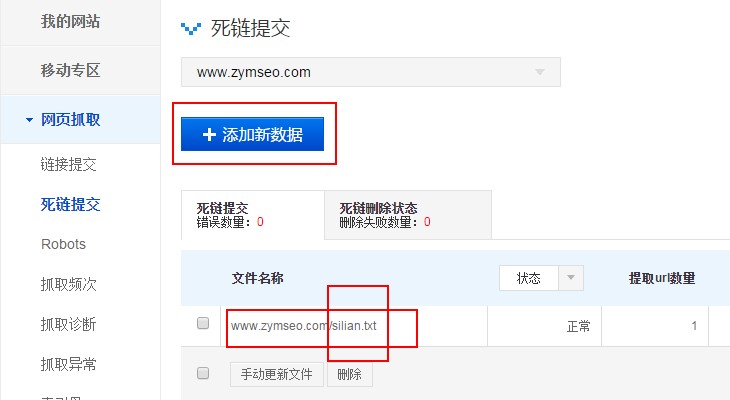 我的网站
移动专区
网页抓取
链接提交
死链提交
Robots
抓取频次
抓取诊断
抓取异常
死链提交
www.zymseo.com
+ 添加新数据
死链提交
错误数量：0
死链删除状态
删除失败数量：0
文件名称
状态
提取url数量
www.zymseo.com/silian.txt
正常
1
手动更新文件
删除